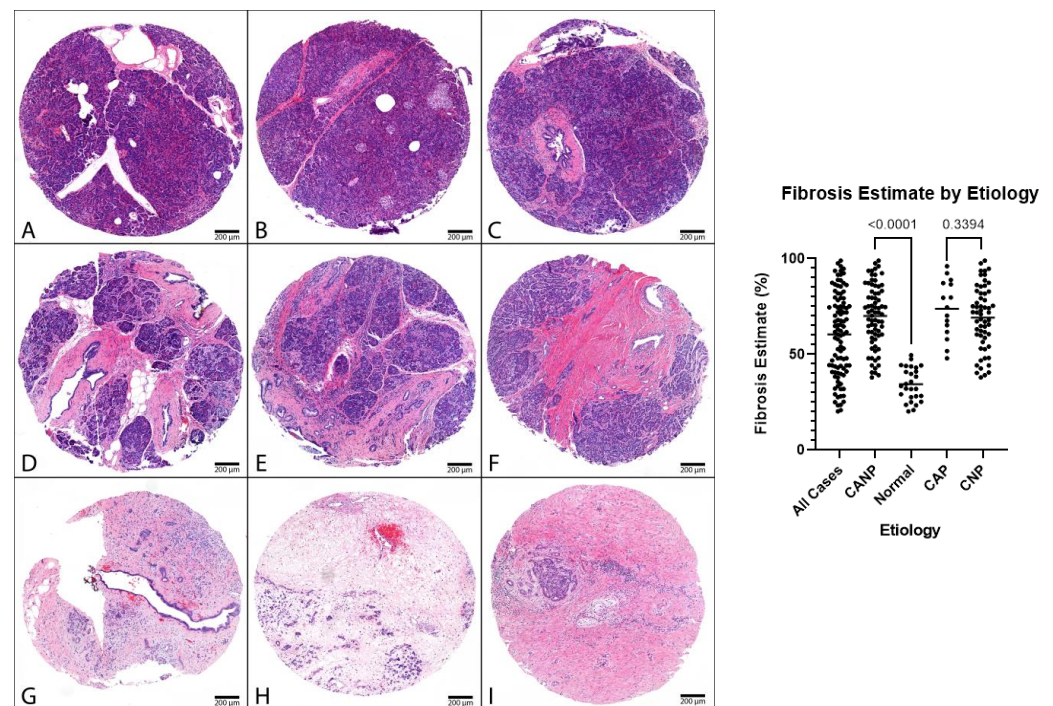 A
200 µm
B
200 µm
C
200 µm
D
200 µm
E
200 µm
F
200 µm
G
200 µm
H
200 µm
I
200 µm
Fibrosis Estimate by Etiology
<0.0001
0.3394
100
50
0
Fibrosis Estimate (%)
All Cases
CANP
Normal
CAP
CNP
Etiology